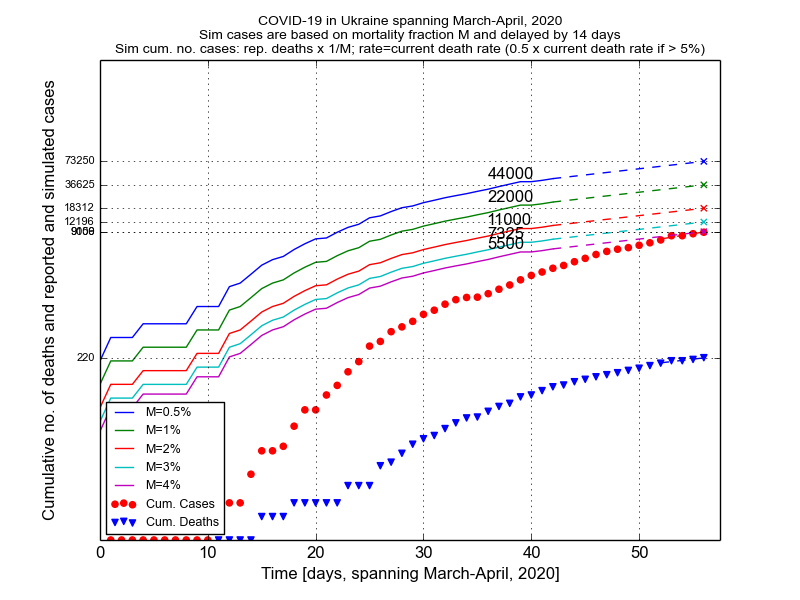 COVID-19 in Ukraine spanning March-April, 2020
Sim cases are based on mortality fraction M and delayed by 14 days
Sim cum. no. cases: rep. deaths x 1/M; rate=current death rate (0.5 x current death rate if > 5%)
Cumulative no. of deaths and reported and simulated cases
73250
36625
18312
12196
220
44000
22000
11000
7325
5500
M=0.5%
M=1%
M=2%
M=3%
M=4%
Cum. Cases
Cum. Deaths
0 10 20 30 40 50
Time [days, spanning March-April, 2020]